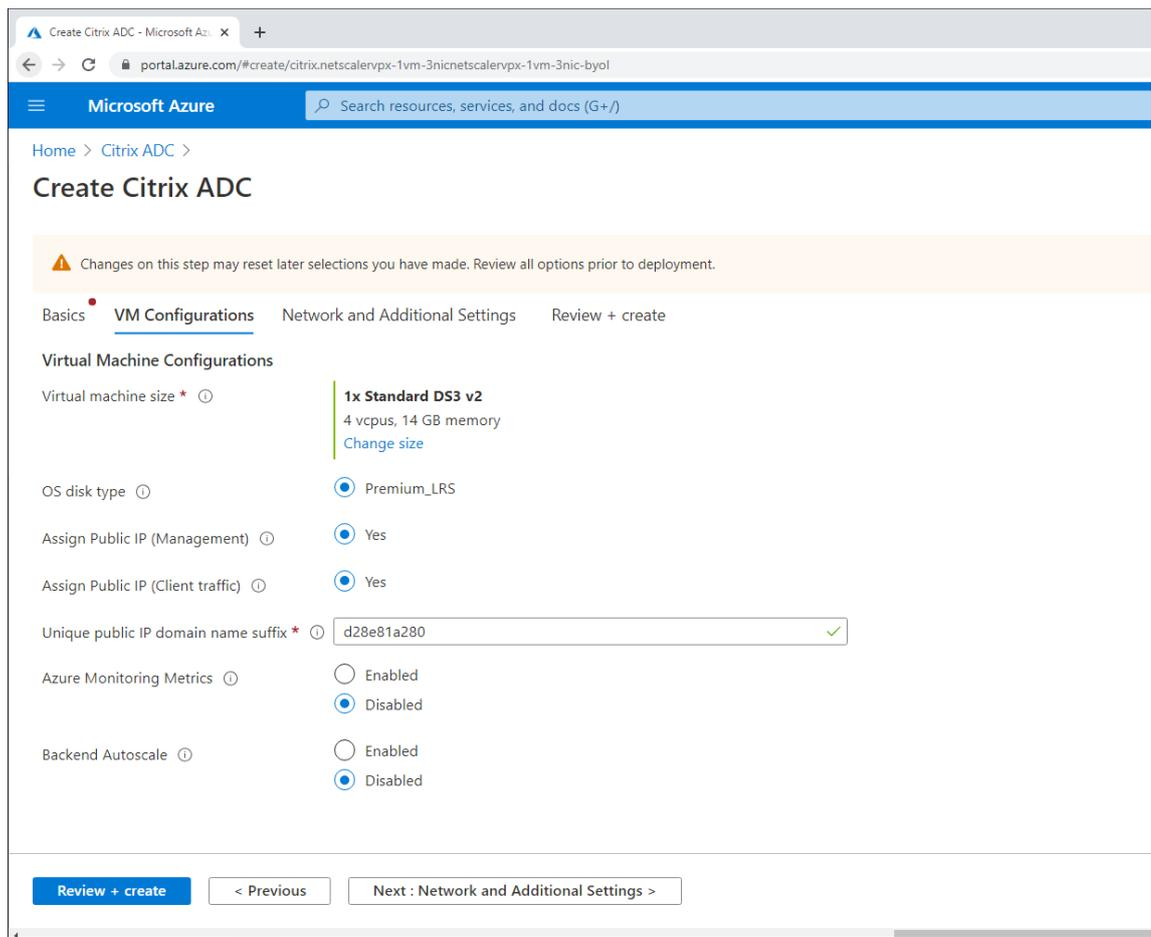 Create Citrix ADC - Microsoft Az
portal.azure.com/#create/citrix.netscalervpx-1vm-3nicnetscalervpx-1vm-3nic-byol
Microsoft Azure
Search resources, services, and docs (G+/)
Home > Citrix ADC >
Create Citrix ADC
Changes on this step may reset later selections you have made. Review all options prior to deployment.
Basics VM Configurations Network and Additional Settings Review + create
Virtual Machine Configurations
Virtual machine size *
1x Standard DS3 v2
4 vcpus, 14 GB memory
Change size
OS disk type Premium_LRS
Assign Public IP (Management) Yes
Assign Public IP (Client traffic) Yes
Unique public IP domain name suffix * d28e81a280
Azure Monitoring Metrics Enabled
Disabled
Backend Autoscale Enabled
Disabled
Review + create < Previous Next : Network and Additional Settings >